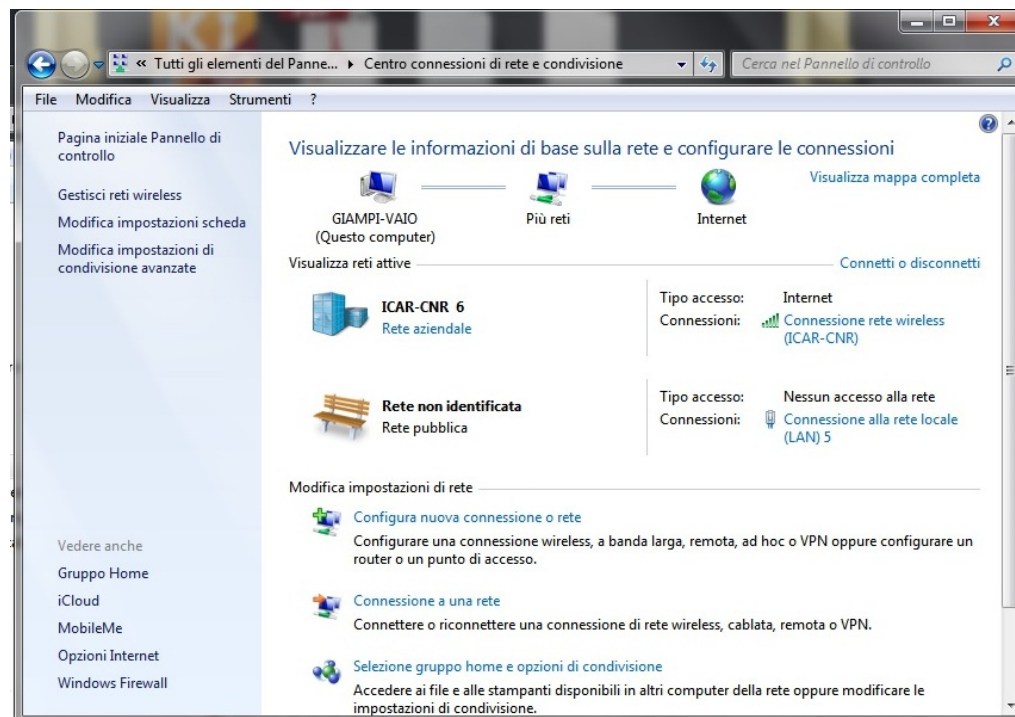 « Tutti gli elementi del Panne... Centro connessioni di rete e condivisione
Cerca nel Pannello di controllo
File Modifica Visualizza Strumenti ?
Pagina iniziale Pannello di
controllo
Gestisci reti wireless
Modifica impostazioni scheda
Modifica impostazioni di
condivisione avanzate
Vedere anche
Gruppo Home
iCloud
MobileMe
Opzioni Internet
Windows Firewall
Visualizzare le informazioni di base sulla rete e configurare le connessioni
Visualizza mappa completa
GIAMPI-VAIO
(Questo computer)
Più reti
Internet
Visualizza reti attive
Connetti o disconnetti
ICAR-CNR 6
Rete aziendale
Tipo accesso: Internet
Connessioni: Connessione rete wireless
(ICAR-CNR)
Rete non identificata
Rete pubblica
Tipo accesso: Nessun accesso alla rete
Connessioni: Connessione alla rete locale
(LAN) 5
Modifica impostazioni di rete
Configura nuova connessione o rete
Configurare una connessione wireless, a banda larga, remota, ad hoc o VPN oppure configurare un
router o un punto di accesso.
Connessione a una rete
Connettere o riconnettere una connessione di rete wireless, cablata, remota o VPN.
Selezione gruppo home e opzioni di condivisione
Accedere ai file e alle stampanti disponibili in altri computer della rete oppure modificare le
impostazioni di condivisione.